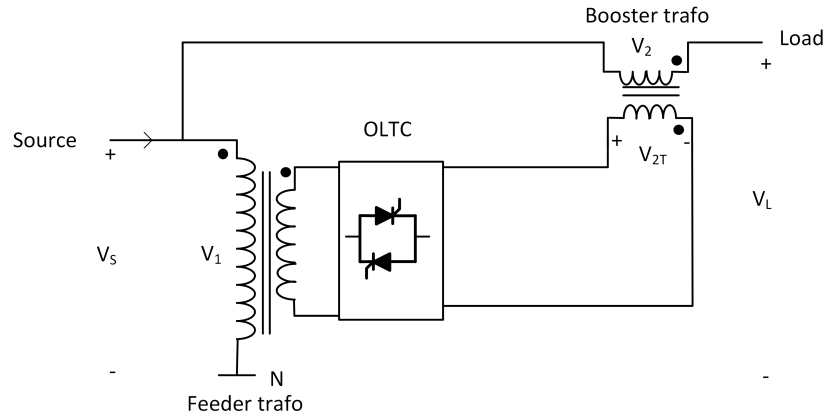 Booster trafo
V2
Load
+
OLTC
Source
+
+
V2T
-
VS
V1
VL
-
N
-
Feeder trafo